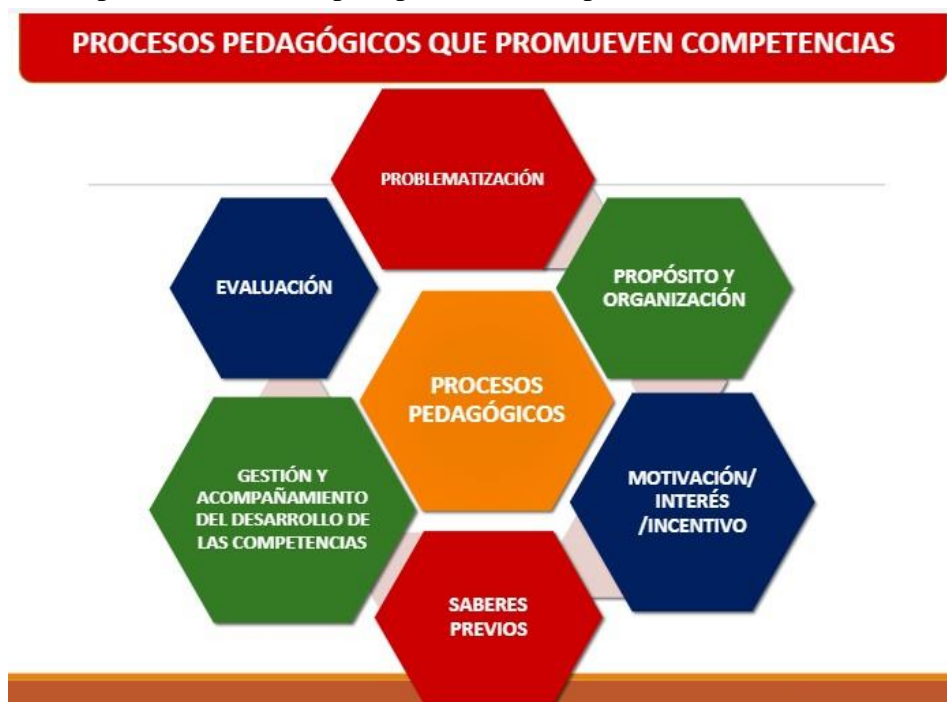 PROCESOS PEDAGÓGICOS QUE PROMUEVEN COMPETENCIAS
PROBLEMATIZACIÓN
PROPÓSITO Y
ORGANIZACIÓN
MOTIVACIÓN/
INTERÉS
/INCENTIVO
SABERES
PREVIOS
GESTIÓN Y
ACOMPAÑAMIENTO
DEL DESARROLLO DE
LAS COMPETENCIAS
EVALUACIÓN
PROCESOS
PEDAGÓGICOS